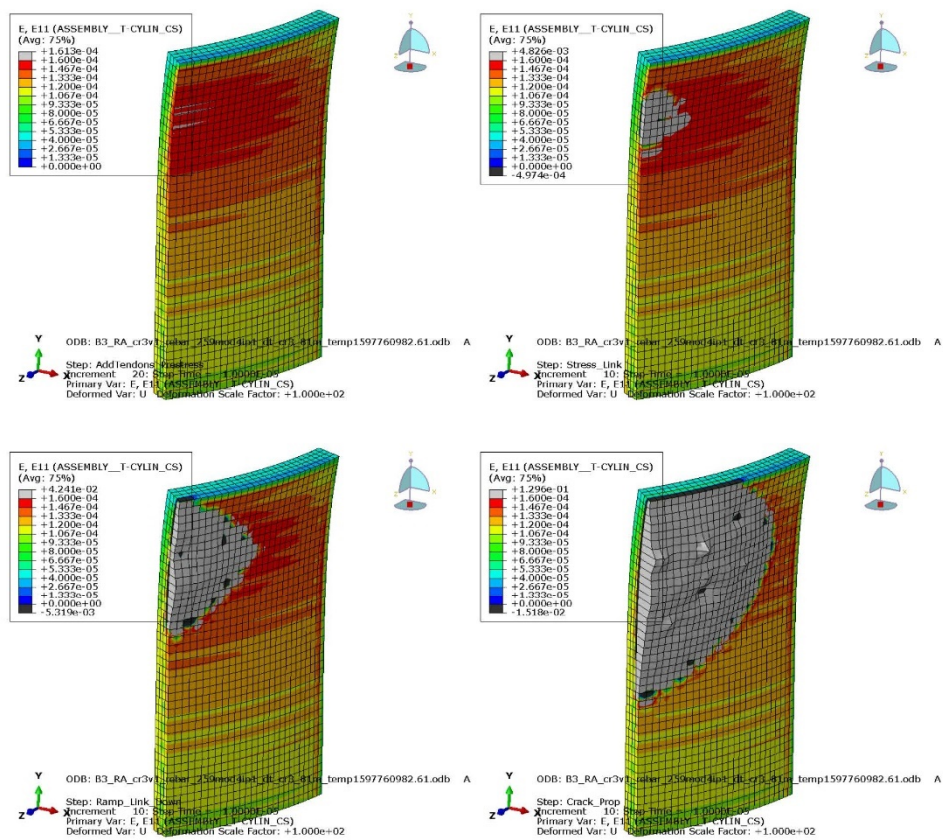 E, E11 (ASSEMBLY__T-CYLIN_CS)
(Avg: 75%)
+1.613e-04
+1.600e-04
+1.467e-04
+1.333e-04
+1.200e-04
+1.067e-04
+9.333e-05
+8.000e-05
+6.667e-05
+5.333e-05
+4.000e-05
+2.667e-05
+1.333e-05
+0.000e+00
Y
Z X
ODB: B3_RA_cr3v1_rebar_259mod4ip1_dt_cr3_81m_temp1597760982.61.odb A
Step: AddTendons_Prestress
Increment 20: Step Time = 1.0000E-05
Primary Var: E, E11 (ASSEMBLY__T-CYLIN_CS)
Deformed Var: U Deformation Scale Factor: +1.000e+02
E, E11 (ASSEMBLY__T-CYLIN_CS)
(Avg: 75%)
+4.826e-03
+1.600e-04
+1.467e-04
+1.333e-04
+1.200e-04
+1.067e-04
+9.333e-05
+8.000e-05
+6.667e-05
+5.333e-05
+4.000e-05
+2.667e-05
+1.333e-05
+0.000e+00
-4.974e-04
Y
Z X
ODB: B3_RA_cr3v1_rebar_259mod4ip1_dt_cr3_81m_temp1597760982.61.odb A
Step: Stress_Link
Increment 10: Step Time = 1.0000E-05
Primary Var: E, E11 (ASSEMBLY__T-CYLIN_CS)
Deformed Var: U Deformation Scale Factor: +1.000e+02
E, E11 (ASSEMBLY__T-CYLIN_CS)
(Avg: 75%)
+4.241e-02
+1.600e-04
+1.467e-04
+1.333e-04
+1.200e-04
+1.067e-04
+9.333e-05
+8.000e-05
+6.667e-05
+5.333e-05
+4.000e-05
+2.667e-05
+1.333e-05
+0.000e+00
-5.319e-03
Y
Z X
ODB: B3_RA_cr3v1_rebar_259mod4ip1_dt_cr3_81m_temp1597760982.61.odb A
Step: Ramp_Link_Down
Increment 10: Step Time = 1.0000E-05
Primary Var: E, E11 (ASSEMBLY__T-CYLIN_CS)
Deformed Var: U Deformation Scale Factor: +1.000e+02
E, E11 (ASSEMBLY__T-CYLIN_CS)
(Avg: 75%)
+1.296e-01
+1.600e-04
+1.467e-04
+1.333e-04
+1.200e-04
+1.067e-04
+9.333e-05
+8.000e-05
+6.667e-05
+5.333e-05
+4.000e-05
+2.667e-05
+1.333e-05
+0.000e+00
-1.518e-02
Y
Z X
ODB: B3_RA_cr3v1_rebar_259mod4ip1_dt_cr3_81m_temp1597760982.61.odb A
Step: Crack_Prop
Increment 10: Step Time = 1.0000E-05
Primary Var: E, E11 (ASSEMBLY__T-CYLIN_CS)
Deformed Var: U Deformation Scale Factor: +1.000e+02